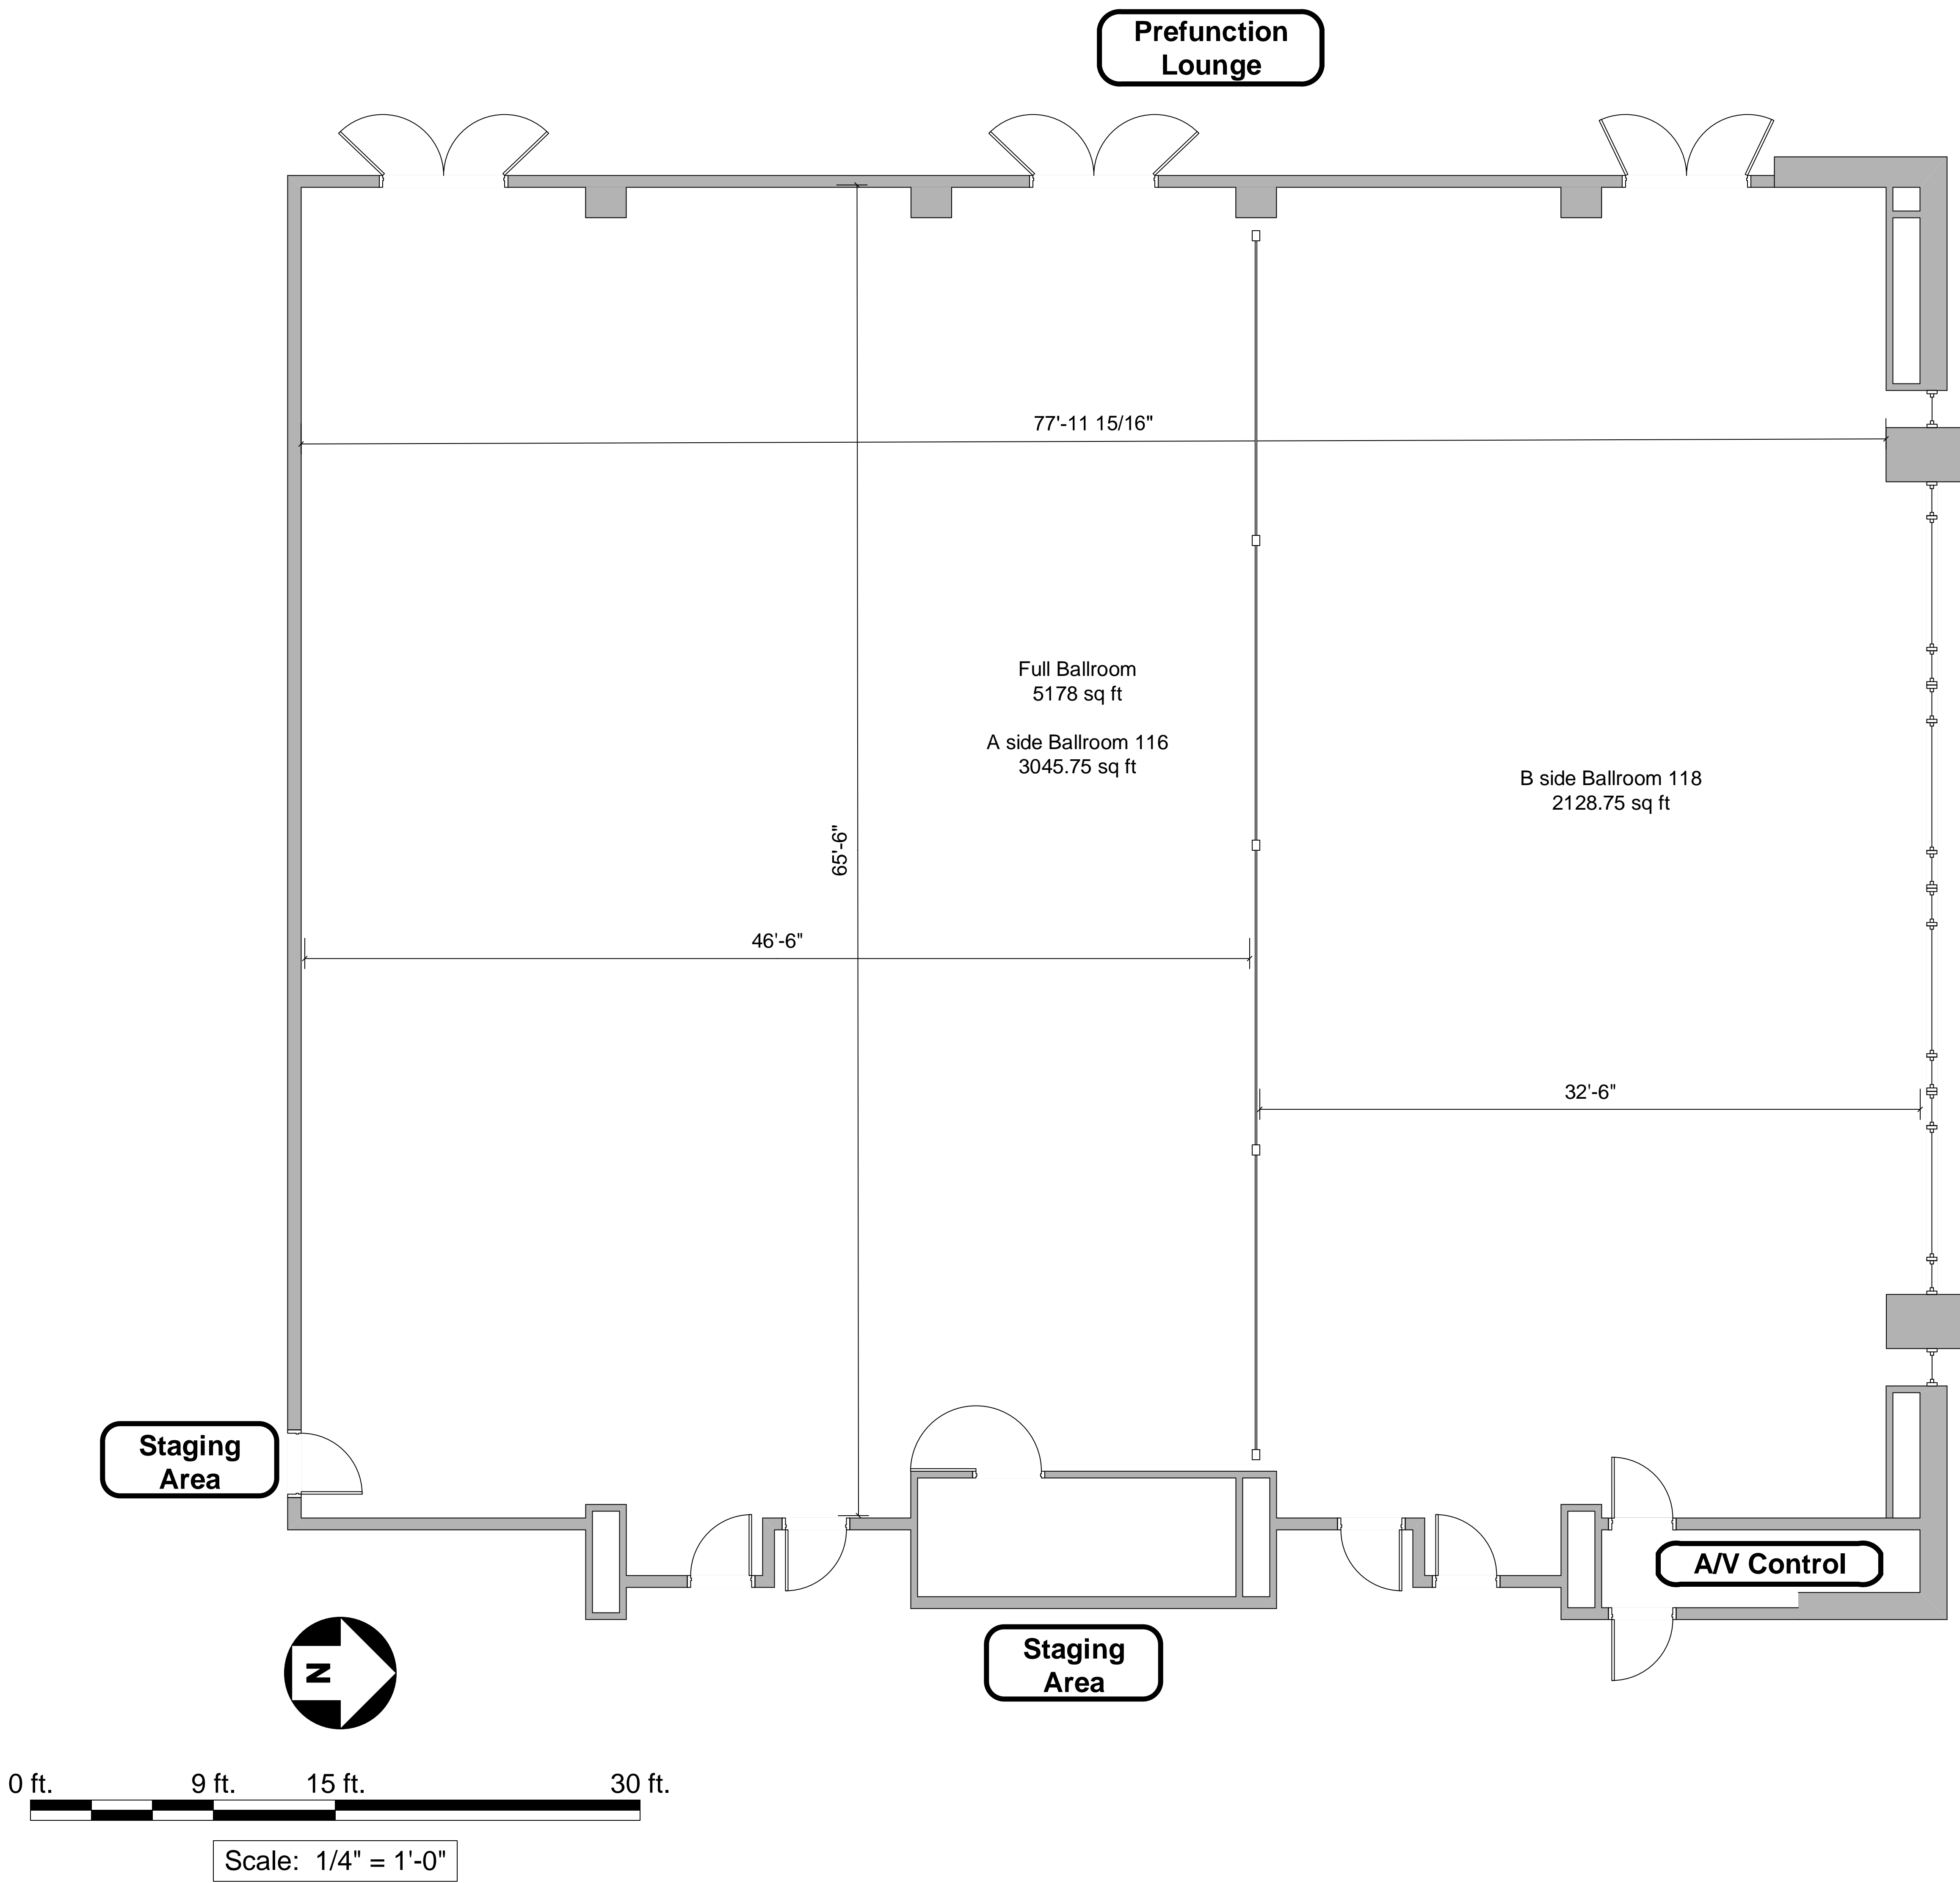 Prefunction
Lounge
77'-11 15/16"
Full Ballroom
5178 sq ft
A side Ballroom 116
3045.75 sq ft
B side Ballroom 118
2128.75 sq ft
65'-6"
46'-6"
32'-6"
Staging
Area
A/V Control
Staging
Area
N
0 ft.
9 ft.
15 ft.
30 ft.
Scale:  1/4" = 1'-0"